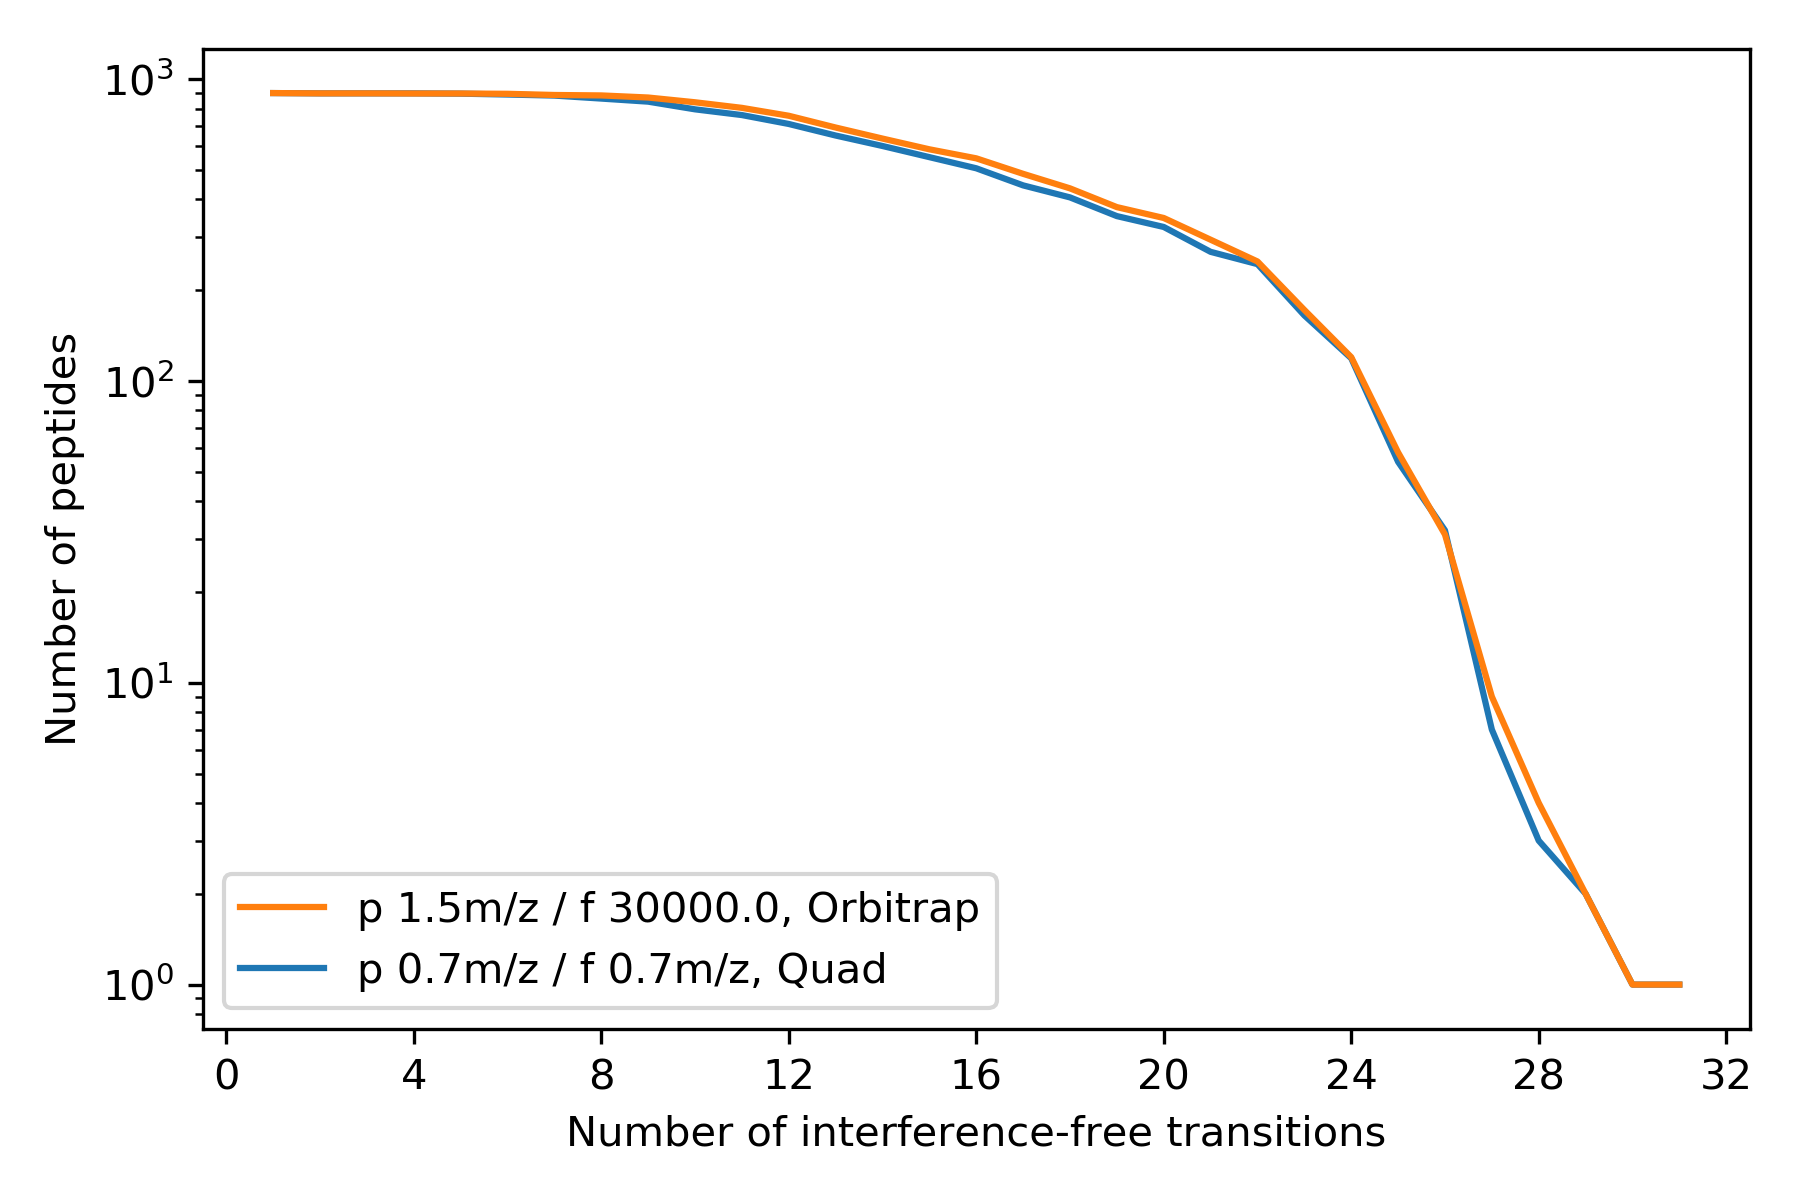 10³
10²
10¹
10⁰
Number of peptides
p 1.5m/z / f 30000.0, Orbitrap
p 0.7m/z / f 0.7m/z, Quad
0 4 8 12 16 20 24 28 32
Number of interference-free transitions